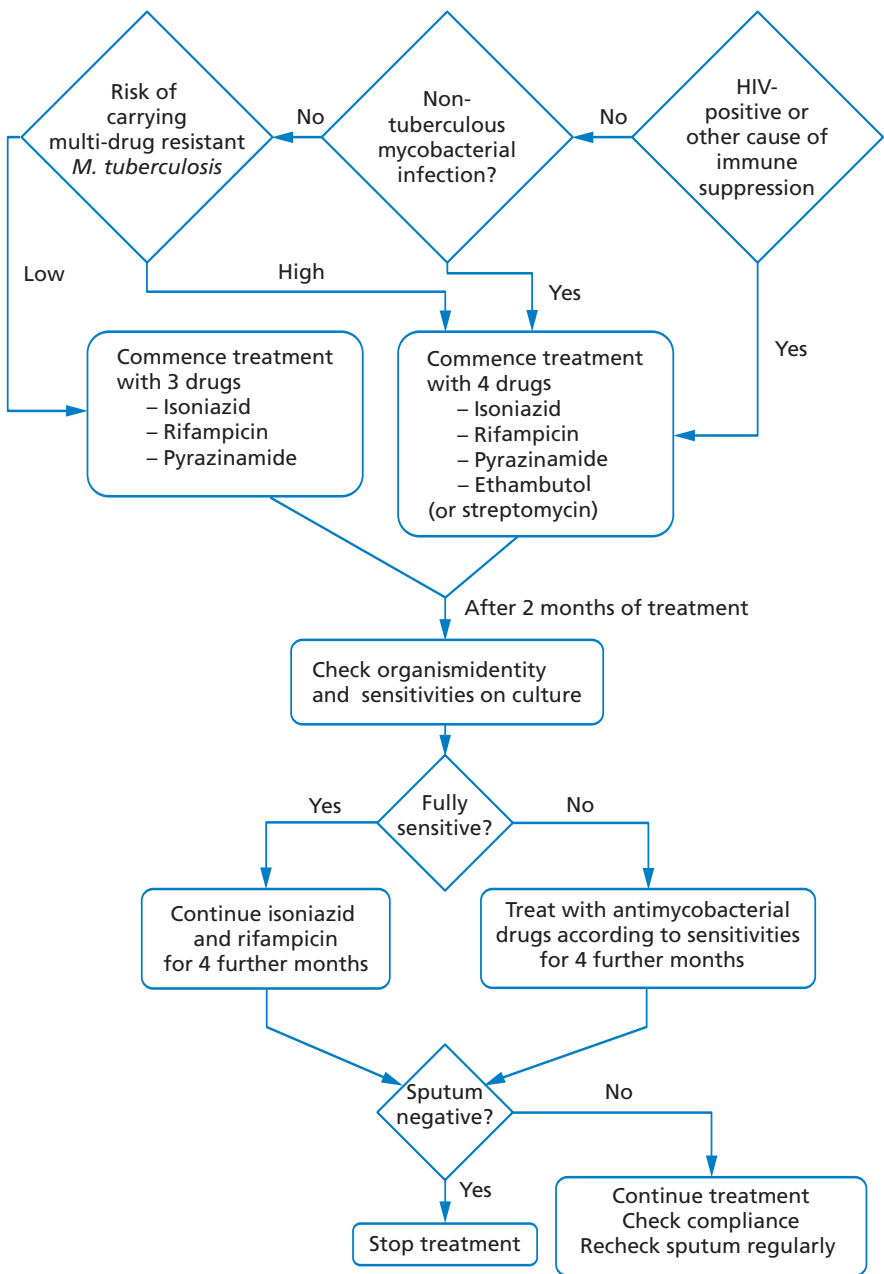 Risk of
carrying
multi-drug resistant
M. tuberculosis
No
Non-
tuberculous
mycobacterial
infection?
No
HIV-
positive or
other cause of
immune
suppression
Low
High
Yes
Yes
Commence treatment
with 3 drugs
– Isoniazid
– Rifampicin
– Pyrazinamide
Commence treatment
with 4 drugs
– Isoniazid
– Rifampicin
– Pyrazinamide
– Ethambutol
(or streptomycin)
After 2 months of treatment
Check organismidentity
and sensitivities on culture
Fully
sensitive?
Yes
No
Continue isoniazid
and rifampicin
for 4 further months
Treat with antimycobacterial
drugs according to sensitivities
for 4 further months
Sputum
negative?
No
Yes
Stop treatment
Continue treatment
Check compliance
Recheck sputum regularly